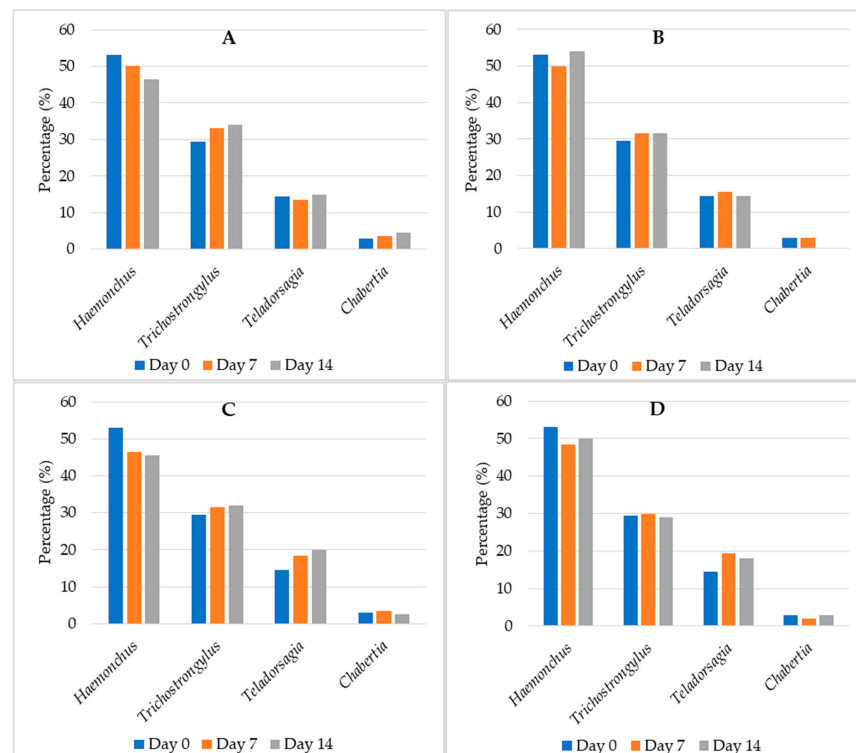 A
Percentage (%)
60
50
40
30
20
10
0
Haemonchus
Trichostrongylus
Teladorsagia
Chabertia
Day 0 Day 7 Day 14
B
Percentage (%)
60
50
40
30
20
10
0
Haemonchus
Trichostrongylus
Teladorsagia
Chabertia
Day 0 Day 7 Day 14
C
Percentage (%)
60
50
40
30
20
10
0
Haemonchus
Trichostrongylus
Teladorsagia
Chabertia
Day 0 Day 7 Day 14
D
Percentage (%)
60
50
40
30
20
10
0
Haemonchus
Trichostrongylus
Teladorsagia
Chabertia
Day 0 Day 7 Day 14